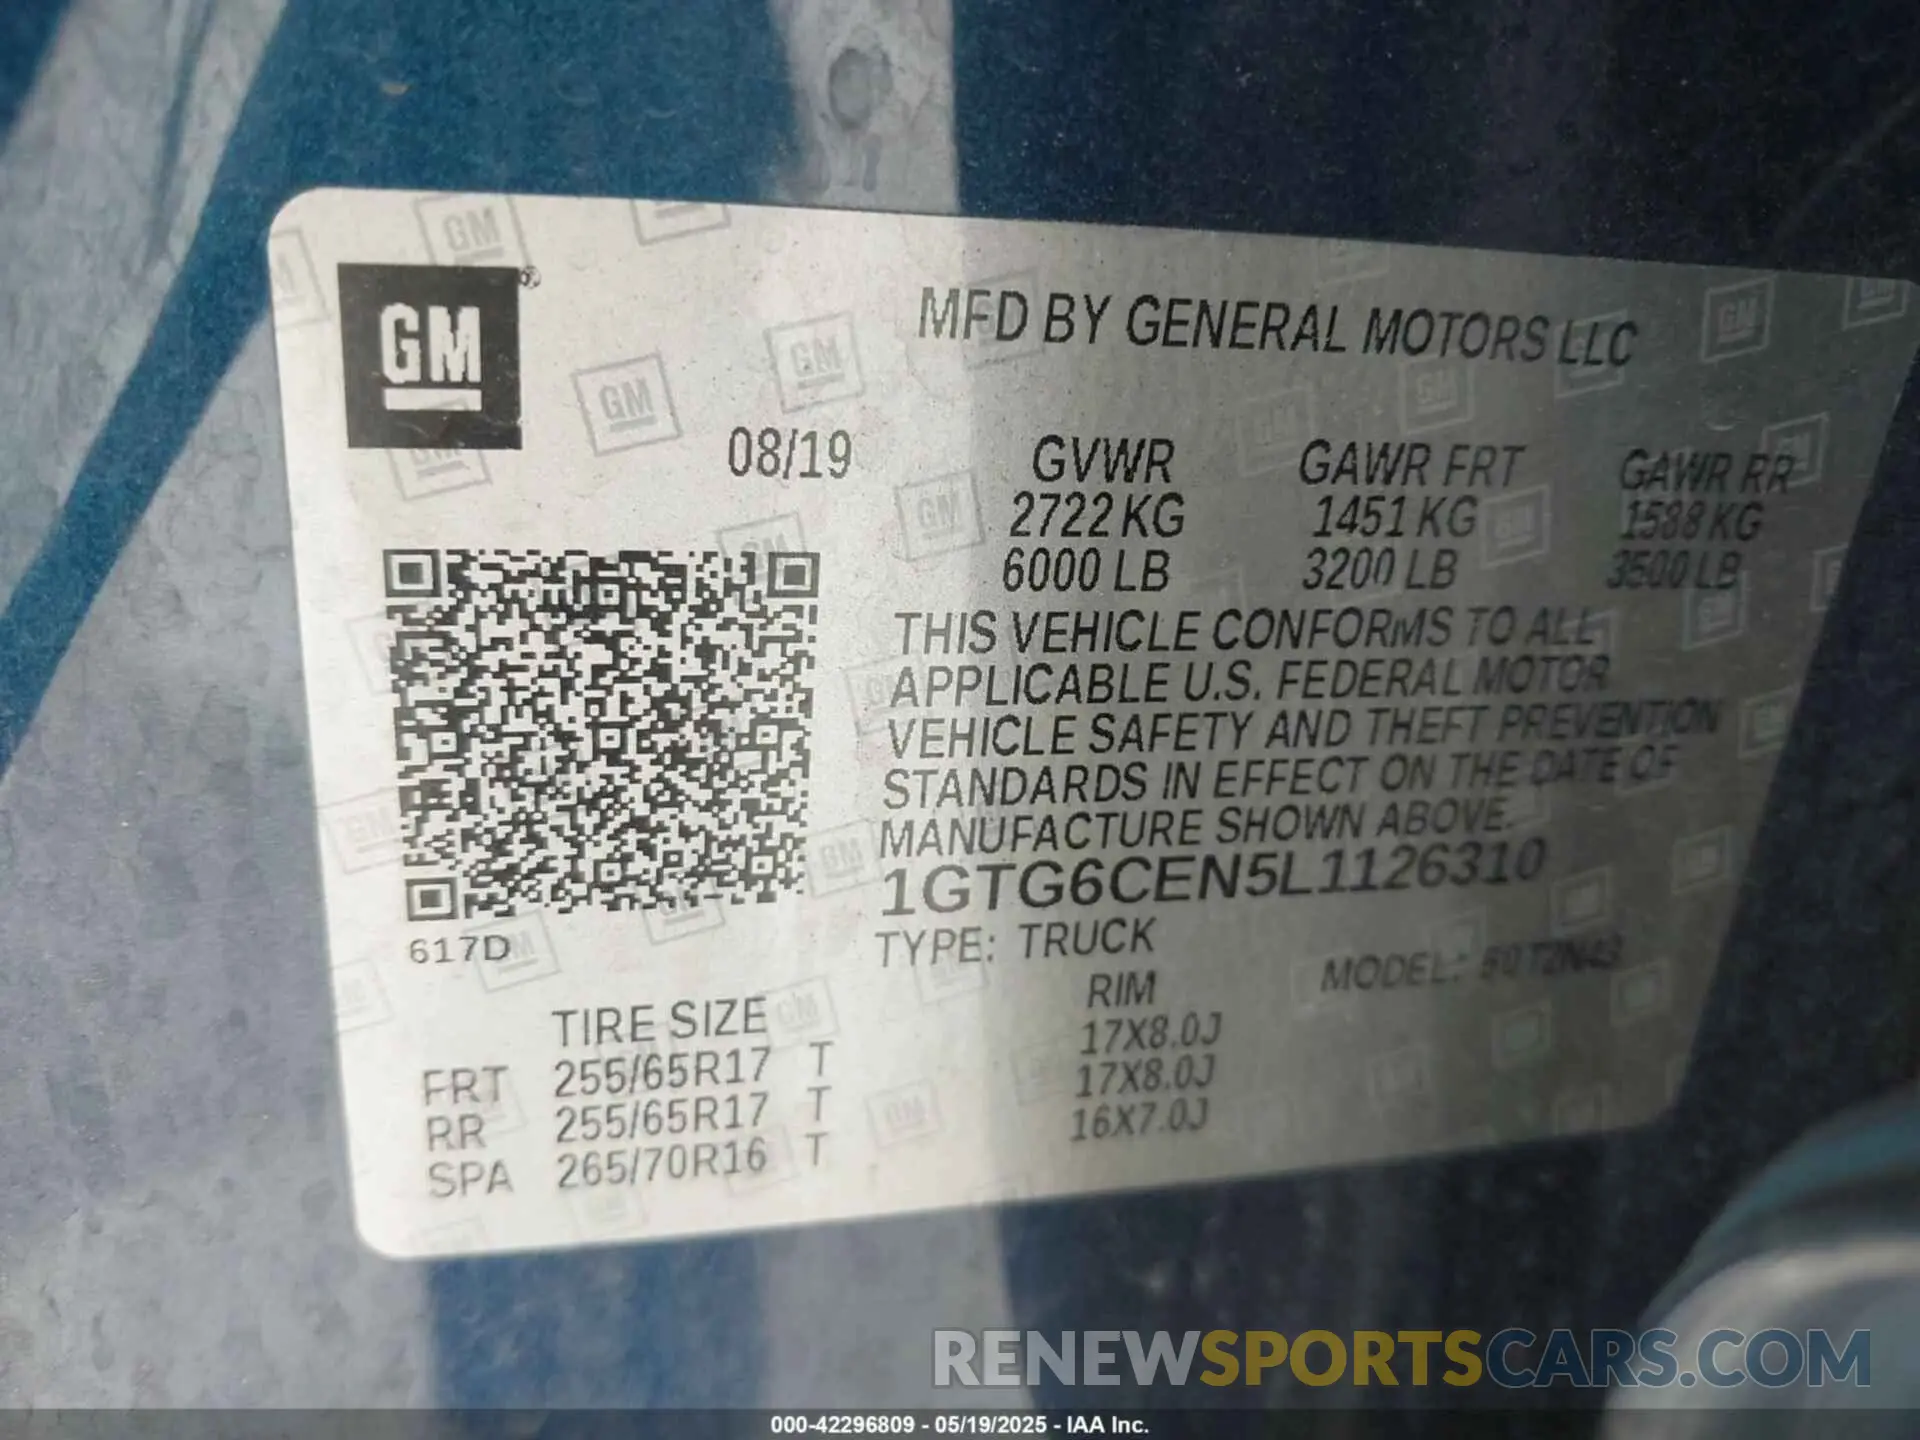 GM
MFD BY GENERAL MOTORS LLC
08/19
GVWR GAWR FRT GAWR RR
2722 KG 1451 KG 1588 KG
6000 LB 3200 LB 3500 LB
THIS VEHICLE CONFORMS TO ALL
APPLICABLE U.S. FEDERAL MOTOR
VEHICLE SAFETY AND THEFT PREVENTION
STANDARDS IN EFFECT ON THE DATE OF
MANUFACTURE SHOWN ABOVE.
1GTG6CEN5L1126310
617D
TYPE: TRUCK MODEL:
TIRE SIZE RIM
FRT 255/65R17 T 17X8.0J
RR 255/65R17 T 17X8.0J
SPA 265/70R16 T 16X7.0J
RENEWSPORTSCARS.COM
000-42296809 - 05/19/2025 - IAA Inc.